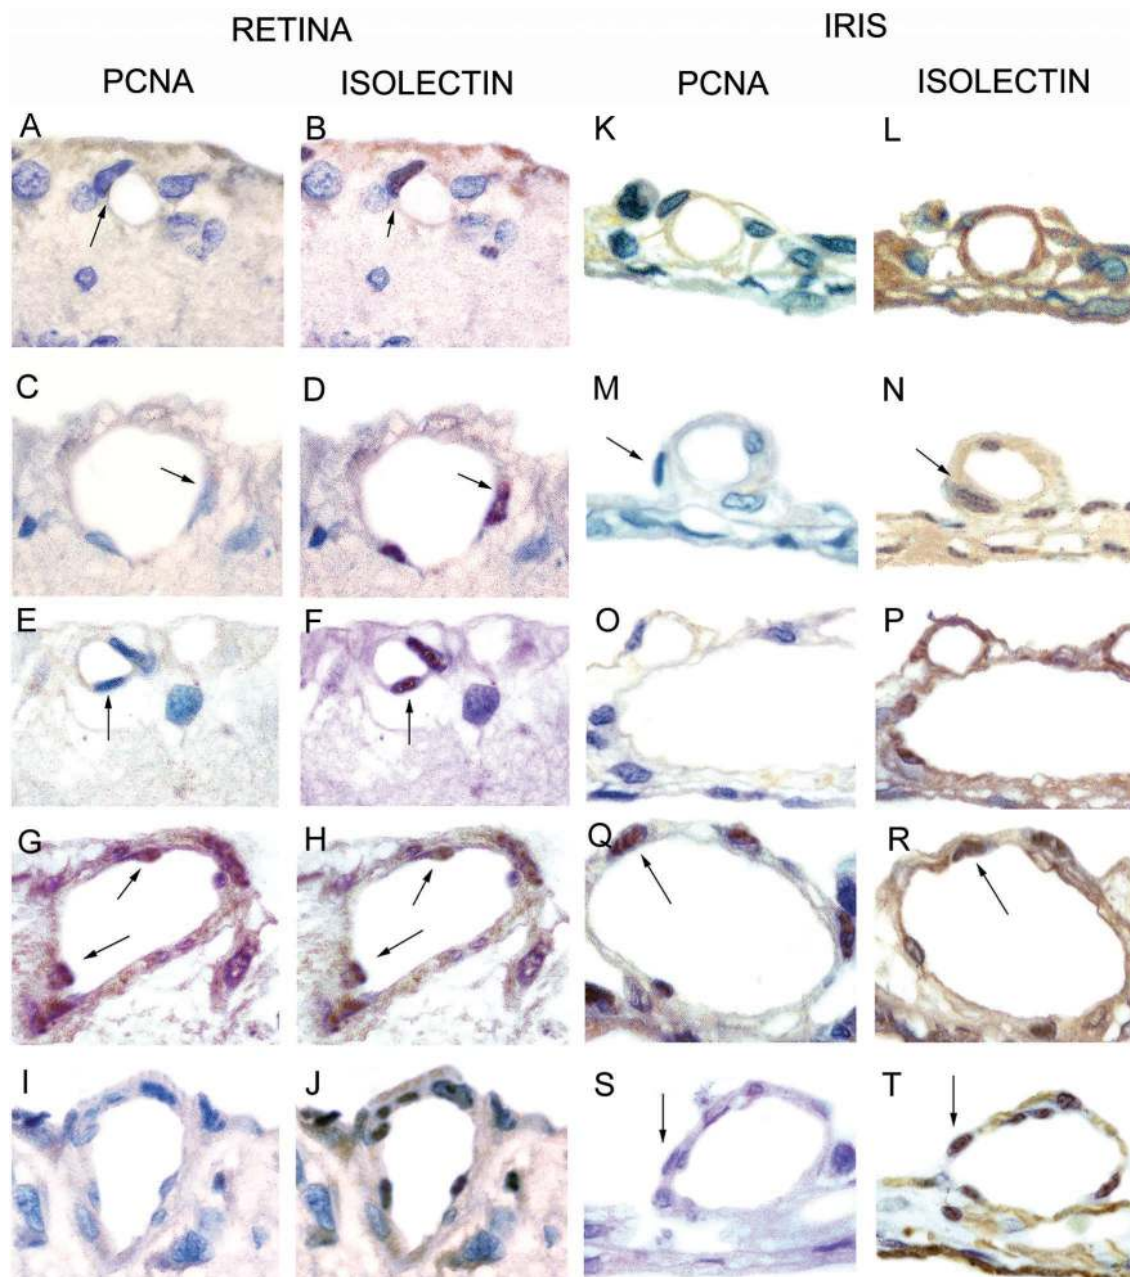 RETINA IRIS
PCNA ISOLECTIN PCNA ISOLECTIN
A B K L
C D M N
E F O P
G H Q R
I J S T